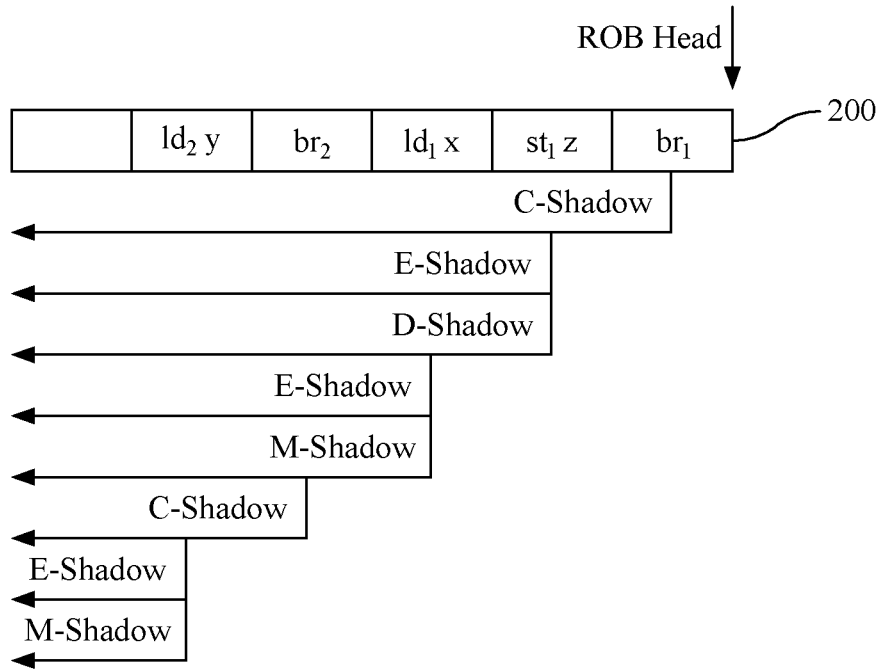 ROB Head
200
ld₂ y br₂ ld₁ x st₁ z br₁
C-Shadow
E-Shadow
D-Shadow
E-Shadow
M-Shadow
C-Shadow
E-Shadow
M-Shadow